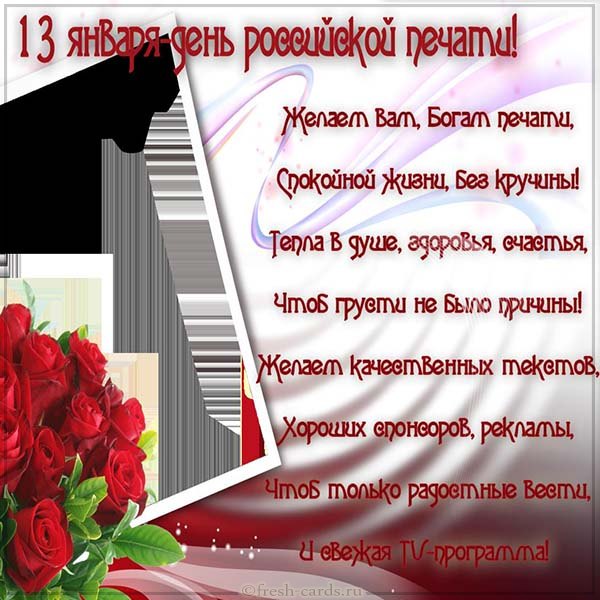 13 января-день российской печати!
Желаем вам, Богам печати,
Спокойной жизни, без кручины!
Тепла в душе, здоровья, счастья,
Чтоб грусти не было причины!
Желаем качественных текстов,
Хороших спонсоров, рекламы,
Чтоб только радостные вести,
И свежая TV-программа!
©fresh-cards.ru